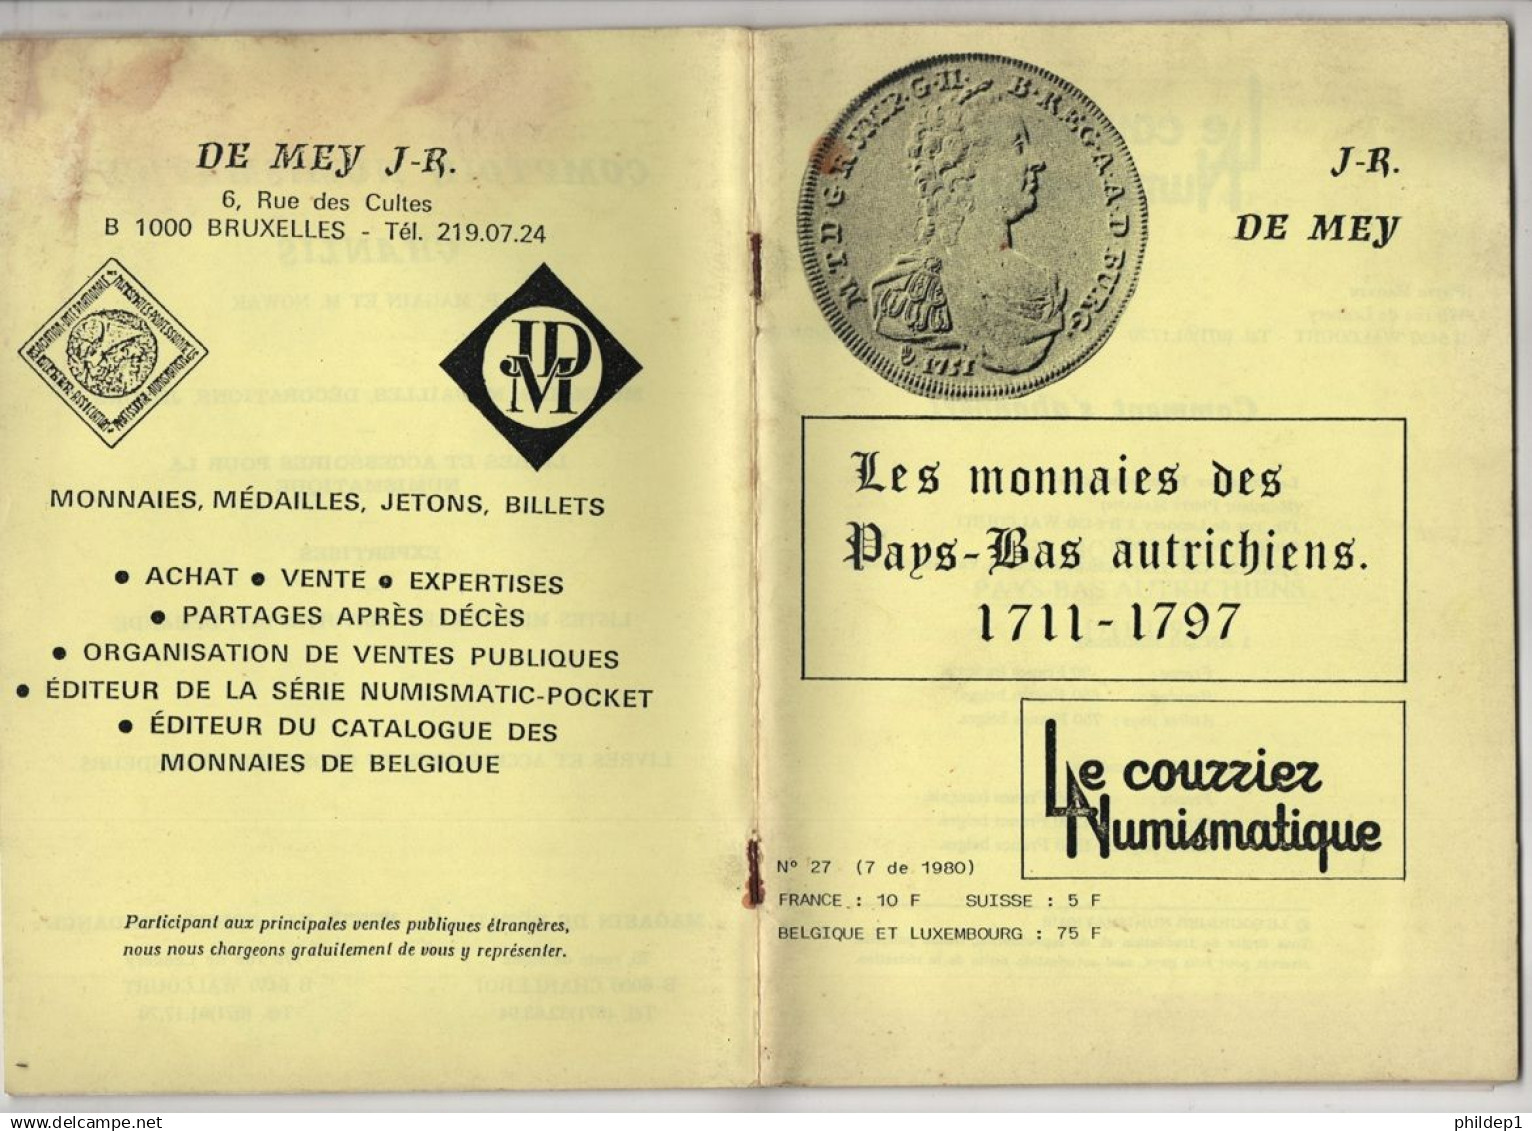 DE MEY J-R.
6, Rue des Cultes
B 1000 BRUXELLES - Tél. 219.07.24
JDM
MONNAIES, MÉDAILLES, JETONS, BILLETS
• ACHAT • VENTE • EXPERTISES
• PARTAGES APRÈS DÉCÈS
• ORGANISATION DE VENTES PUBLIQUES
• ÉDITEUR DE LA SÉRIE NUMISMATIC-POCKET
• ÉDITEUR DU CATALOGUE DES
MONNAIES DE BELGIQUE
Participant aux principales ventes publiques étrangères,
nous nous chargeons gratuitement de vous y représenter.
M·T·D·G·R·IMP·G·H· B·REG·A·A·D·BURG·
1751
J-R.
DE MEY
Les monnaies des
Pays-Bas autrichiens.
1711-1797
Le courrier
Numismatique
N° 27 (7 de 1980)
FRANCE : 10 F SUISSE : 5 F
BELGIQUE ET LUXEMBOURG : 75 F
phildep1